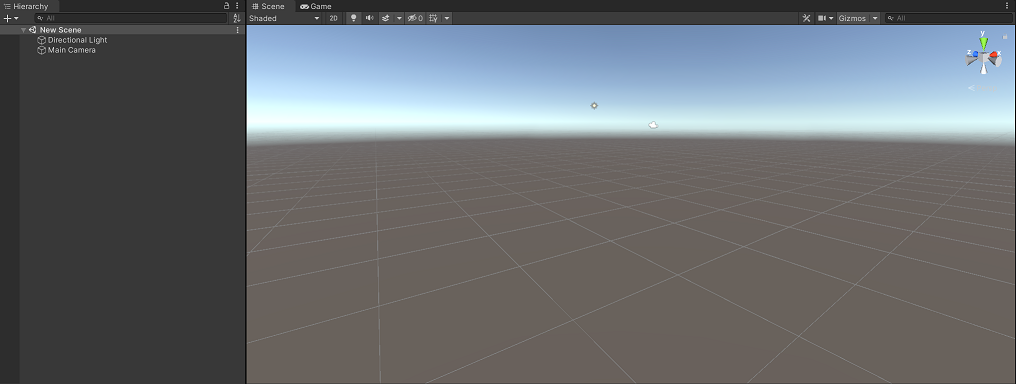 Hierarchy
All
New Scene
Directional Light
Main Camera
Scene Game
Shaded 2D 0 Gizmos All
y
z x